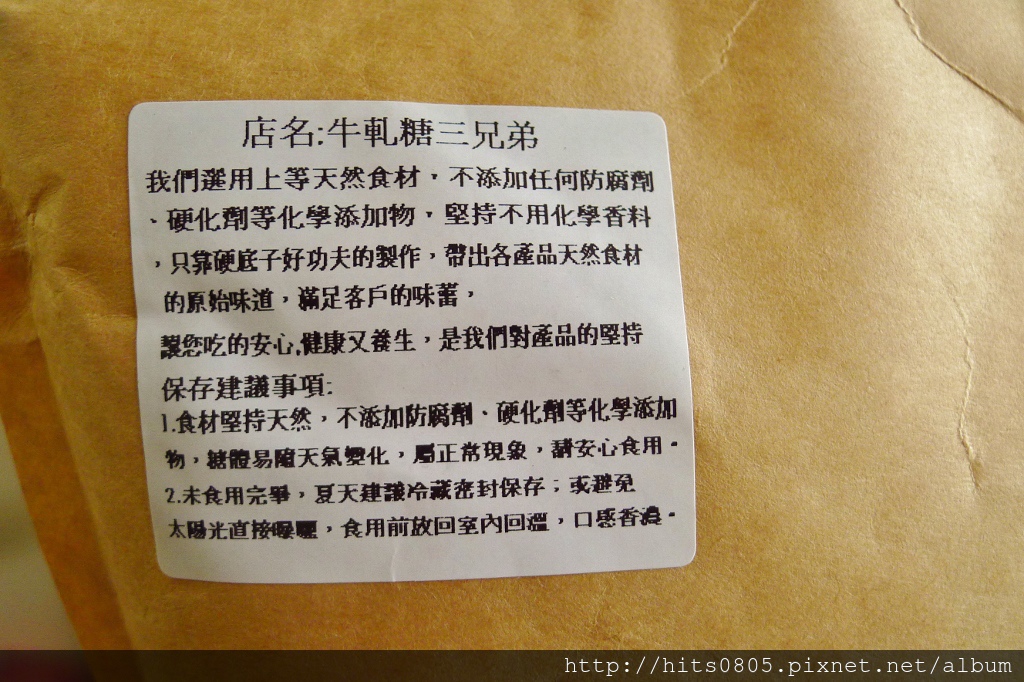 店名:牛軋糖三兄弟
我們選用上等天然食材，不添加任何防腐劑
、硬化劑等化學添加物，堅持不用化學香料
，只靠硬底子好功夫的製作，帶出各產品天然食材
的原始味道，滿足客戶的味蕾，
讓您吃的安心,健康又養生，是我們對產品的堅持
保存建議事項:
1.食材堅持天然，不添加防腐劑、硬化劑等化學添加
物，糖體易隨天氣變化，屬正常現象，請安心食用。
2.未食用完畢，夏天建議冷藏密封保存；或避免
太陽光直接曝曬，食用前放回室內回溫，口感香濃。
http://hits0805.pixnet.net/album